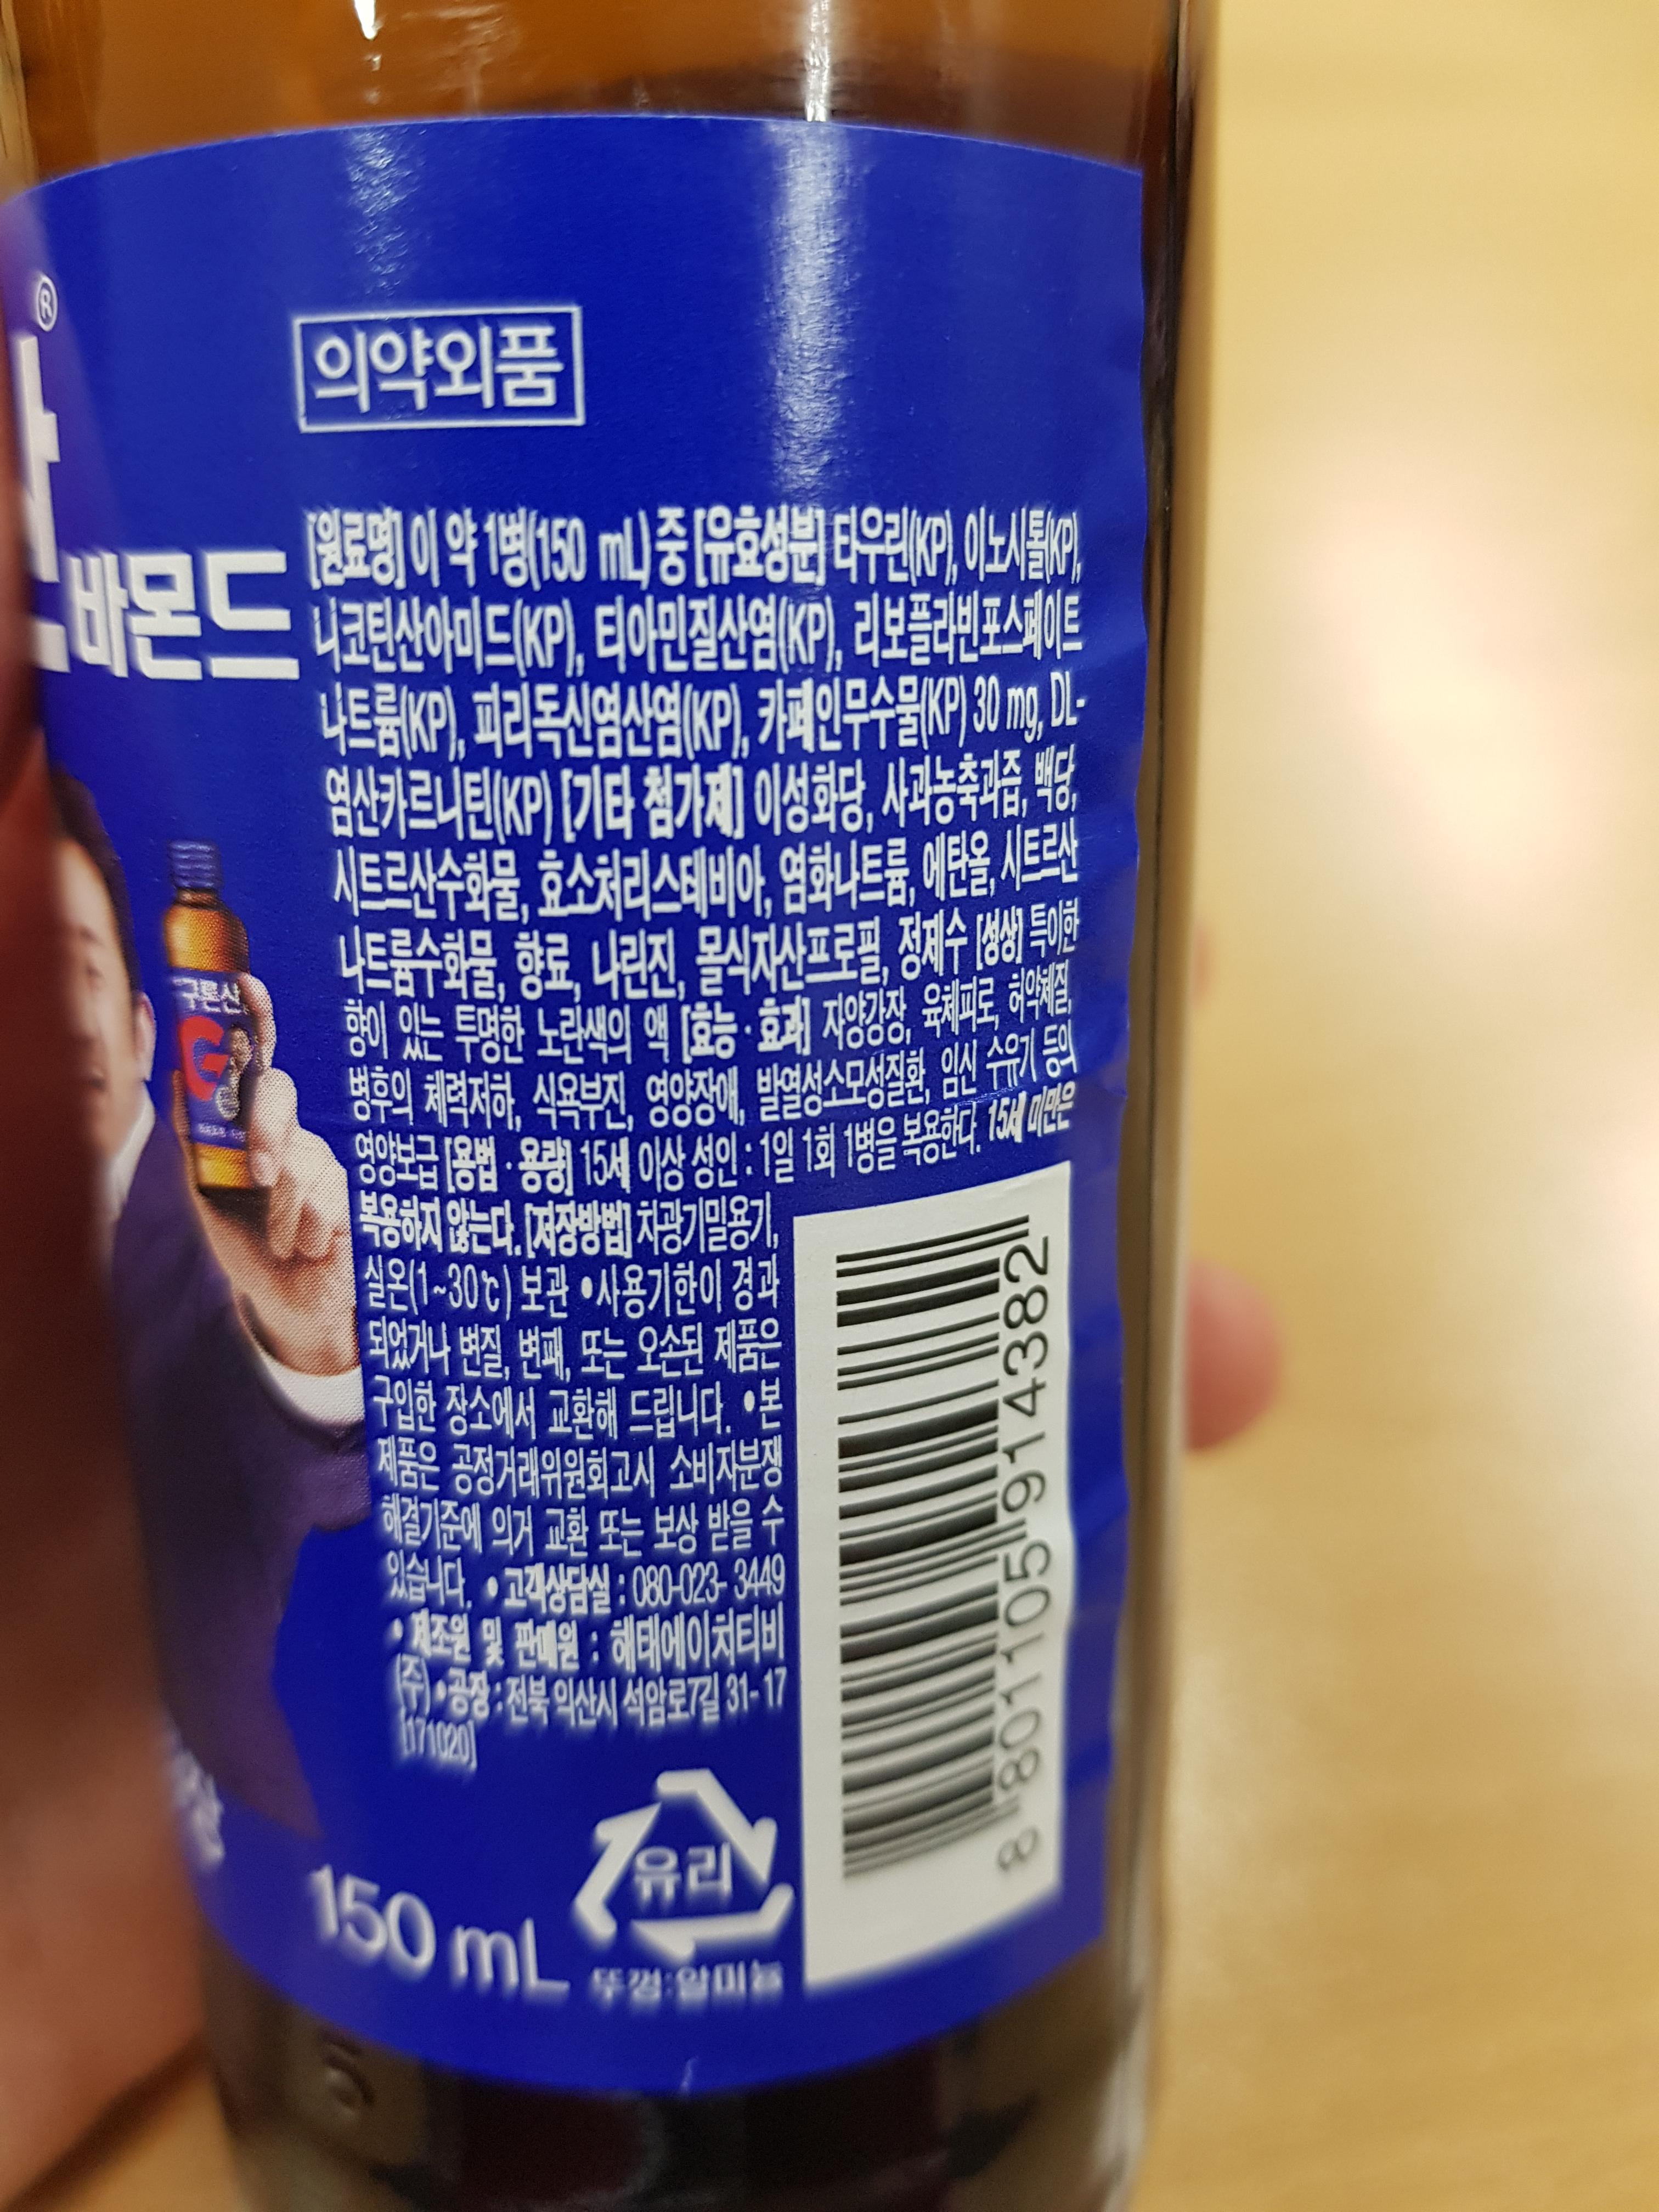 ®
바몬드
의약외품
[원료명] 이 약 1병(150 mL) 중 [유효성분] 타우린(KP), 이노시톨(KP),
니코틴산아미드(KP), 티아민질산염(KP), 리보플라빈포스페이트
나트륨(KP), 피리독신염산염(KP), 카페인무수물(KP) 30 mg, DL-
염산카르니틴(KP) [기타 첨가제] 이성화당, 사과농축과즙, 백당,
시트르산수화물, 효소처리스테비아, 염화나트륨, 에탄올, 시트르산
나트륨수화물, 향료, 나린진, 몰식자산프로필, 정제수 [성상] 특이한
향이 있는 투명한 노란색의 액 [효능·효과] 자양강장, 육체피로, 허약체질,
병후의 체력저하, 식욕부진, 영양장애, 발열성소모성질환, 임신 수유기 등의
영양보급 [용법·용량] 15세 이상 성인 : 1일 1회 1병을 복용한다. 15세 미만은
복용하지 않는다. [저장방법] 차광기밀용기,
실온(1~30℃) 보관 •사용기한이 경과
되었거나 변질, 변패, 또는 오손된 제품은
구입한 장소에서 교환해 드립니다. •본
제품은 공정거래위원회고시 소비자분쟁
해결기준에 의거 교환 또는 보상 받을 수
있습니다. •고객상담실 : 080-023-3449
•제조원 및 판매원 : 해태에이치티비
(주) •공장 : 전북 익산시 석암로7길 31-17
[171020]
구론산
G
8 801105 914382
유리
150 mL
뚜껑:알미늄